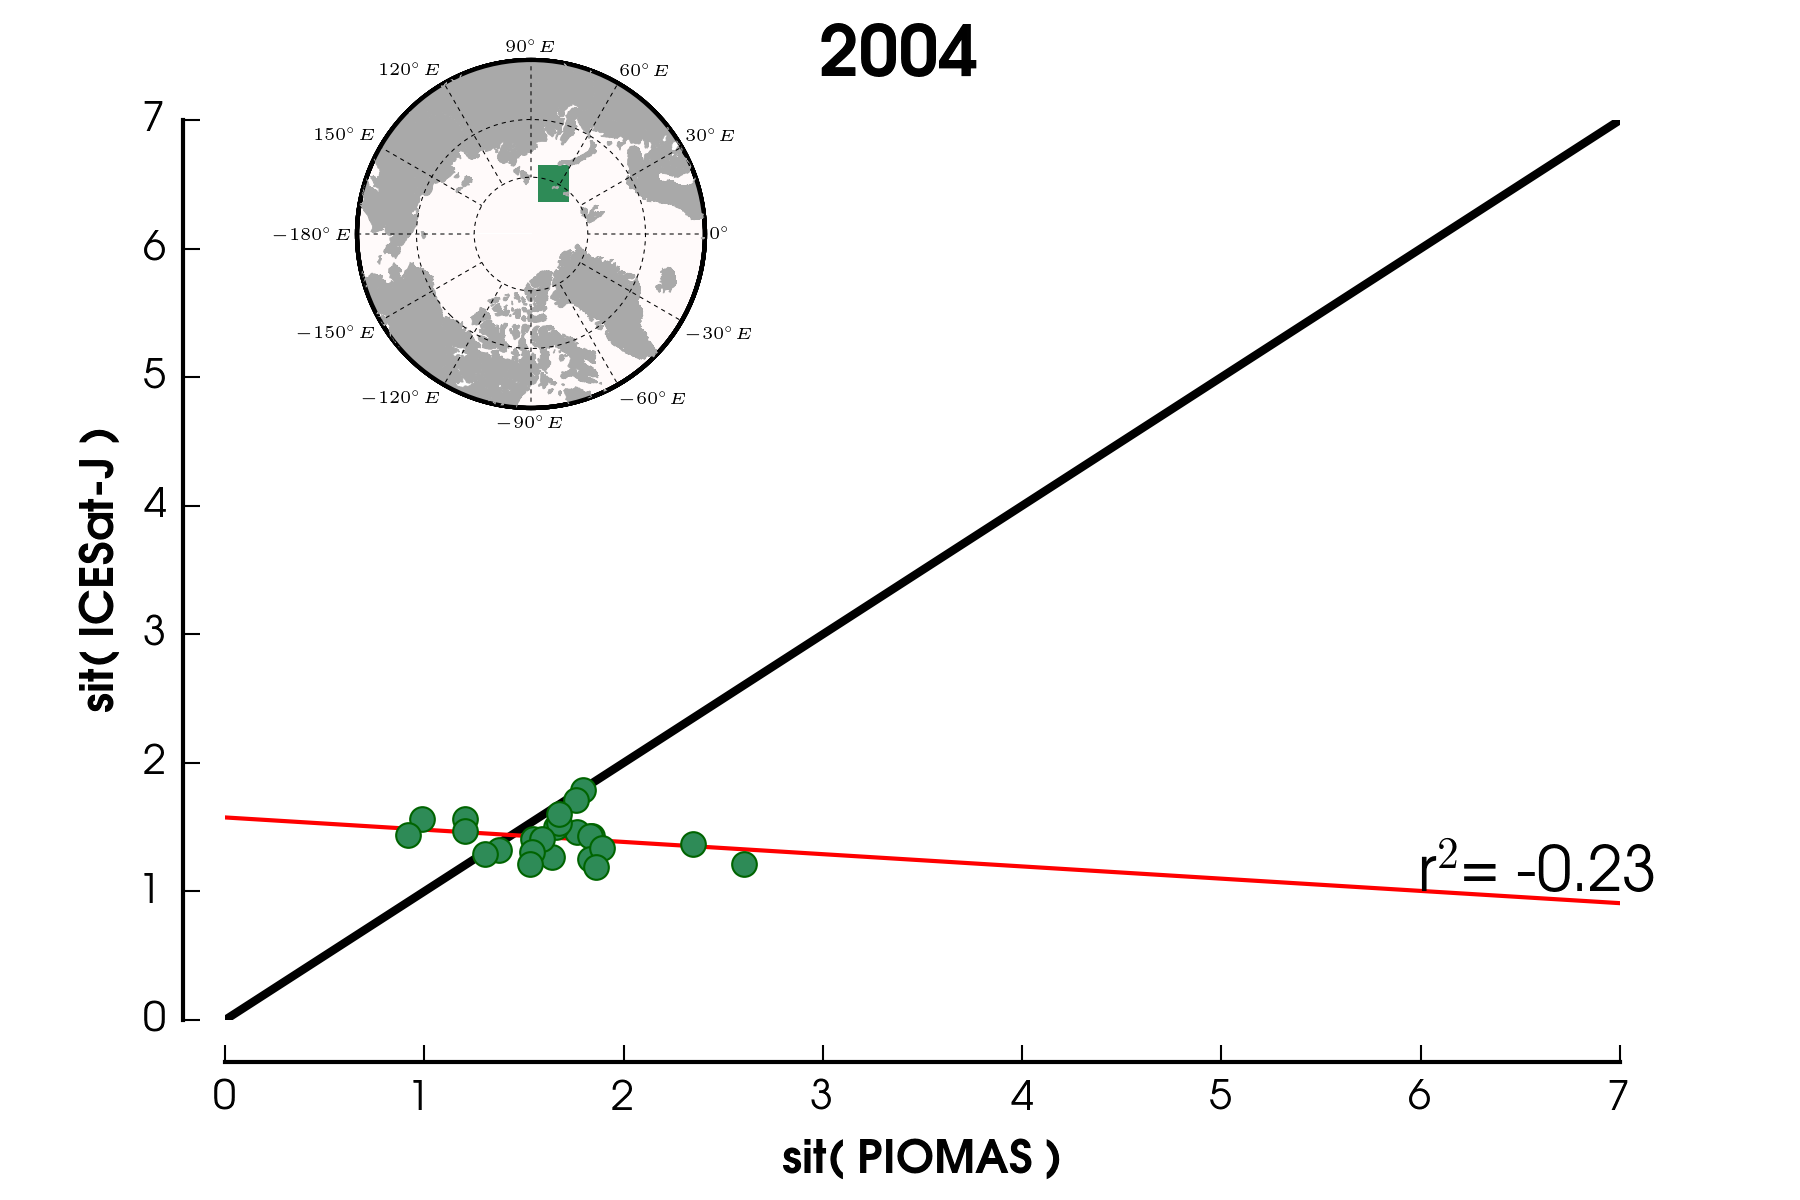 2004
90° E
120° E
60° E
150° E
30° E
−180° E
0°
−150° E
−30° E
−120° E
−60° E
−90° E
7
6
5
4
3
2
1
0
sit( ICESat-J )
r²= -0.23
0 1 2 3 4 5 6 7
sit( PIOMAS )